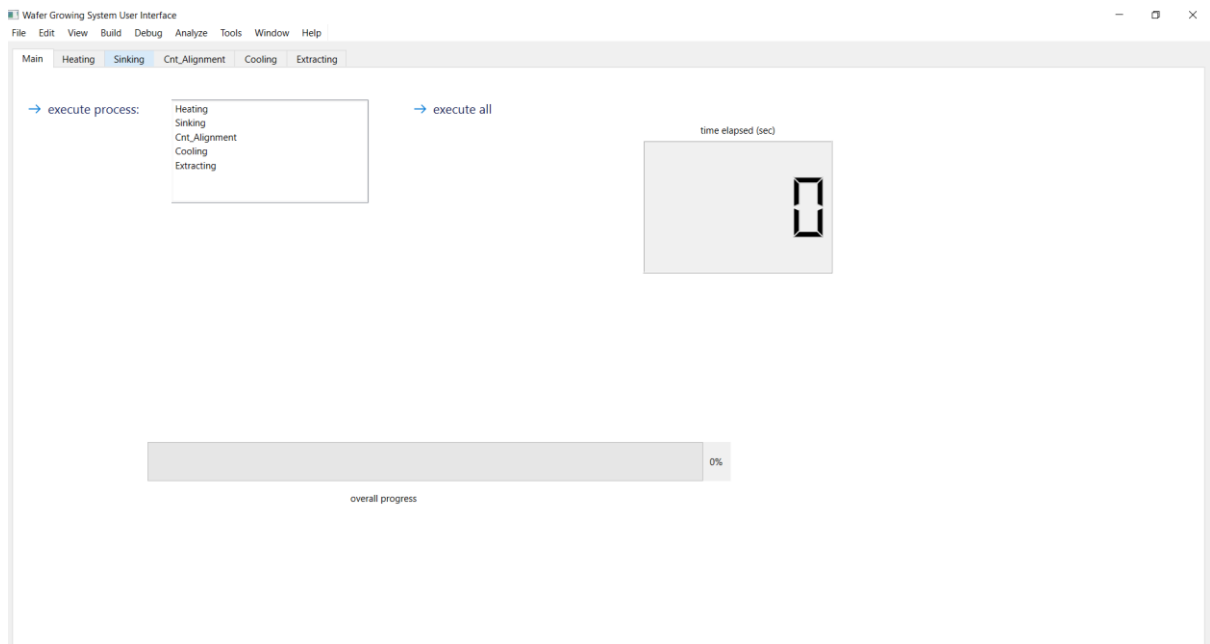 Wafer Growing System User Interface
File Edit View Build Debug Analyze Tools Window Help
Main Heating Sinking Cnt_Alignment Cooling Extracting
→ execute process:
Heating
Sinking
Cnt_Alignment
Cooling
Extracting
→ execute all
time elapsed (sec)
0
0%
overall progress